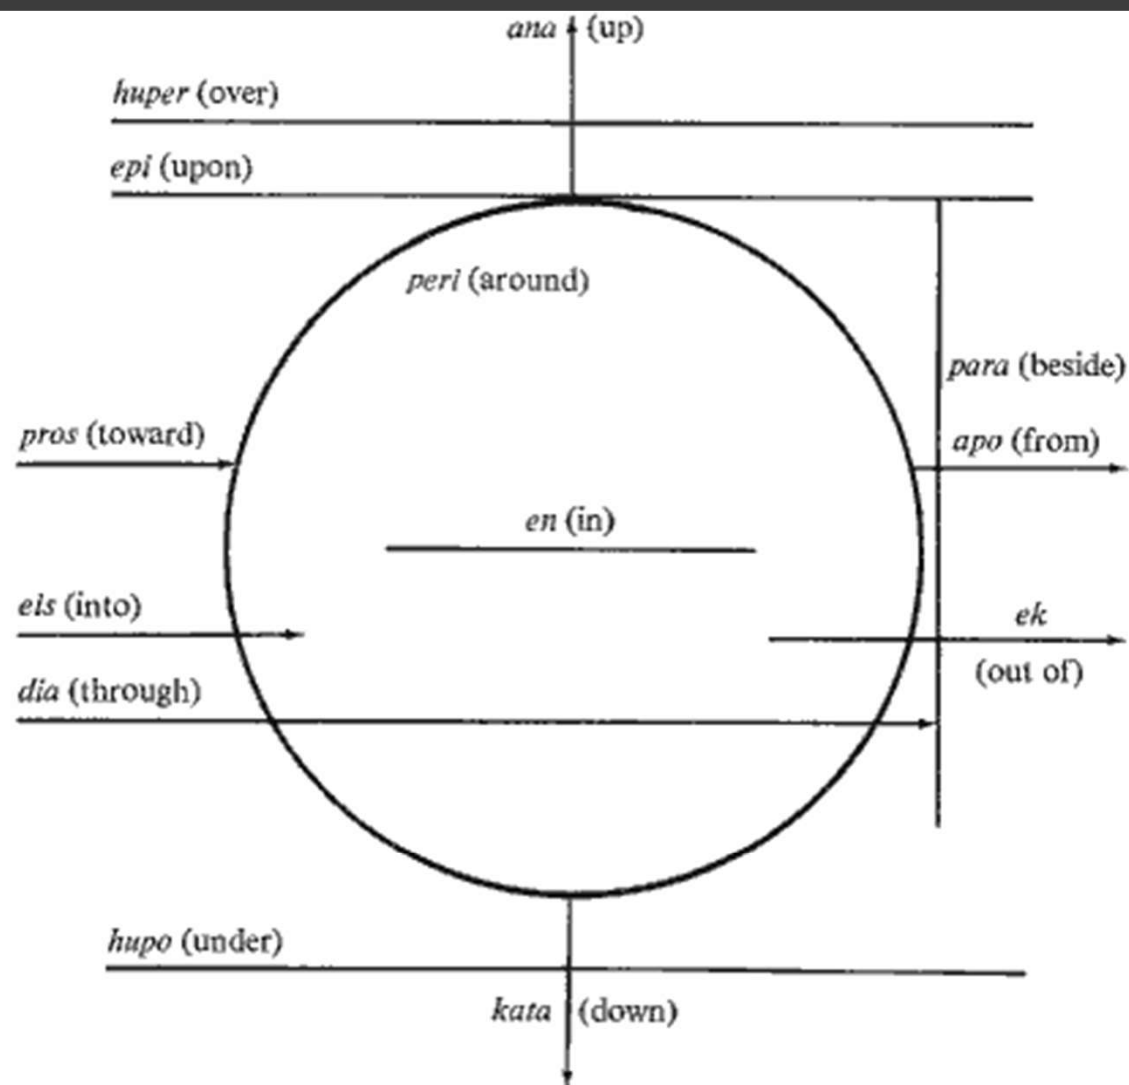 ana (up)
huper (over)
epi (upon)
peri (around)
para (beside)
pros (toward)
apo (from)
en (in)
eis (into)
ek
(out of)
dia (through)
hupo (under)
kata (down)